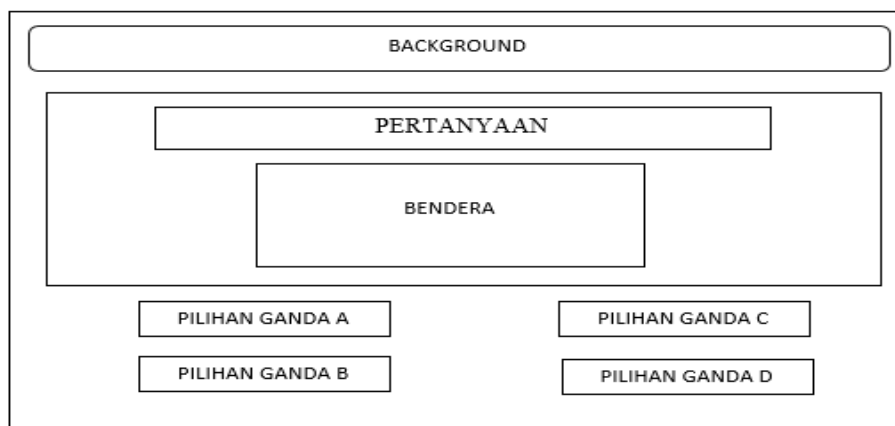 BACKGROUND
PERTANYAAN
BENDERA
PILIHAN GANDA A
PILIHAN GANDA C
PILIHAN GANDA B
PILIHAN GANDA D